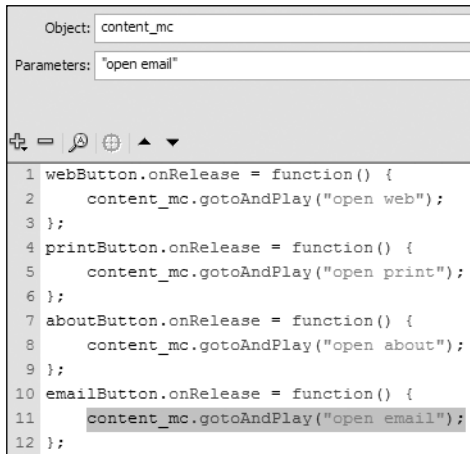 Object: content_mc
Parameters: "open email"
1 webButton.onRelease = function() {
2 content_mc.gotoAndPlay("open web");
3 };
4 printButton.onRelease = function() {
5 content_mc.gotoAndPlay("open print");
6 };
7 aboutButton.onRelease = function() {
8 content_mc.gotoAndPlay("open about");
9 };
10 emailButton.onRelease = function() {
11 content_mc.gotoAndPlay("open email");
12 };